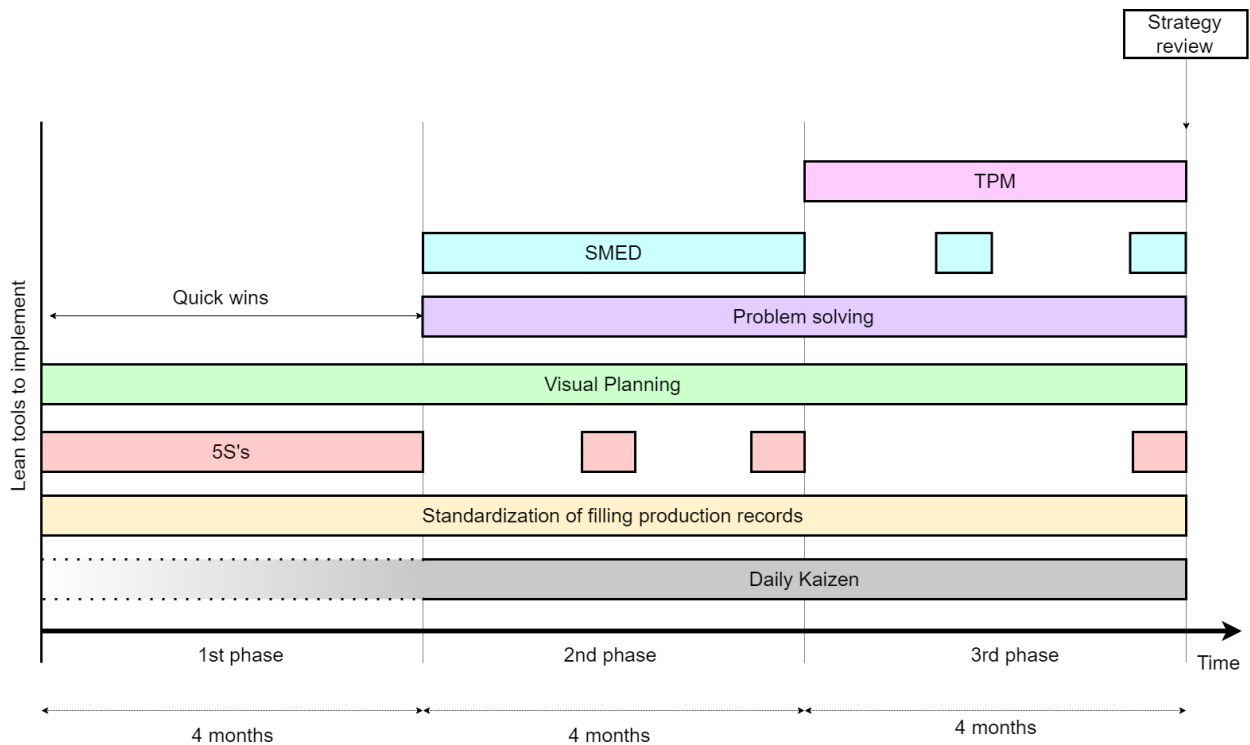 Strategy
review
TPM
SMED
Quick wins
Problem solving
Visual Planning
5S's
Standardization of filling production records
Daily Kaizen
Lean tools to implement
1st phase
2nd phase
3rd phase
Time
4 months
4 months
4 months